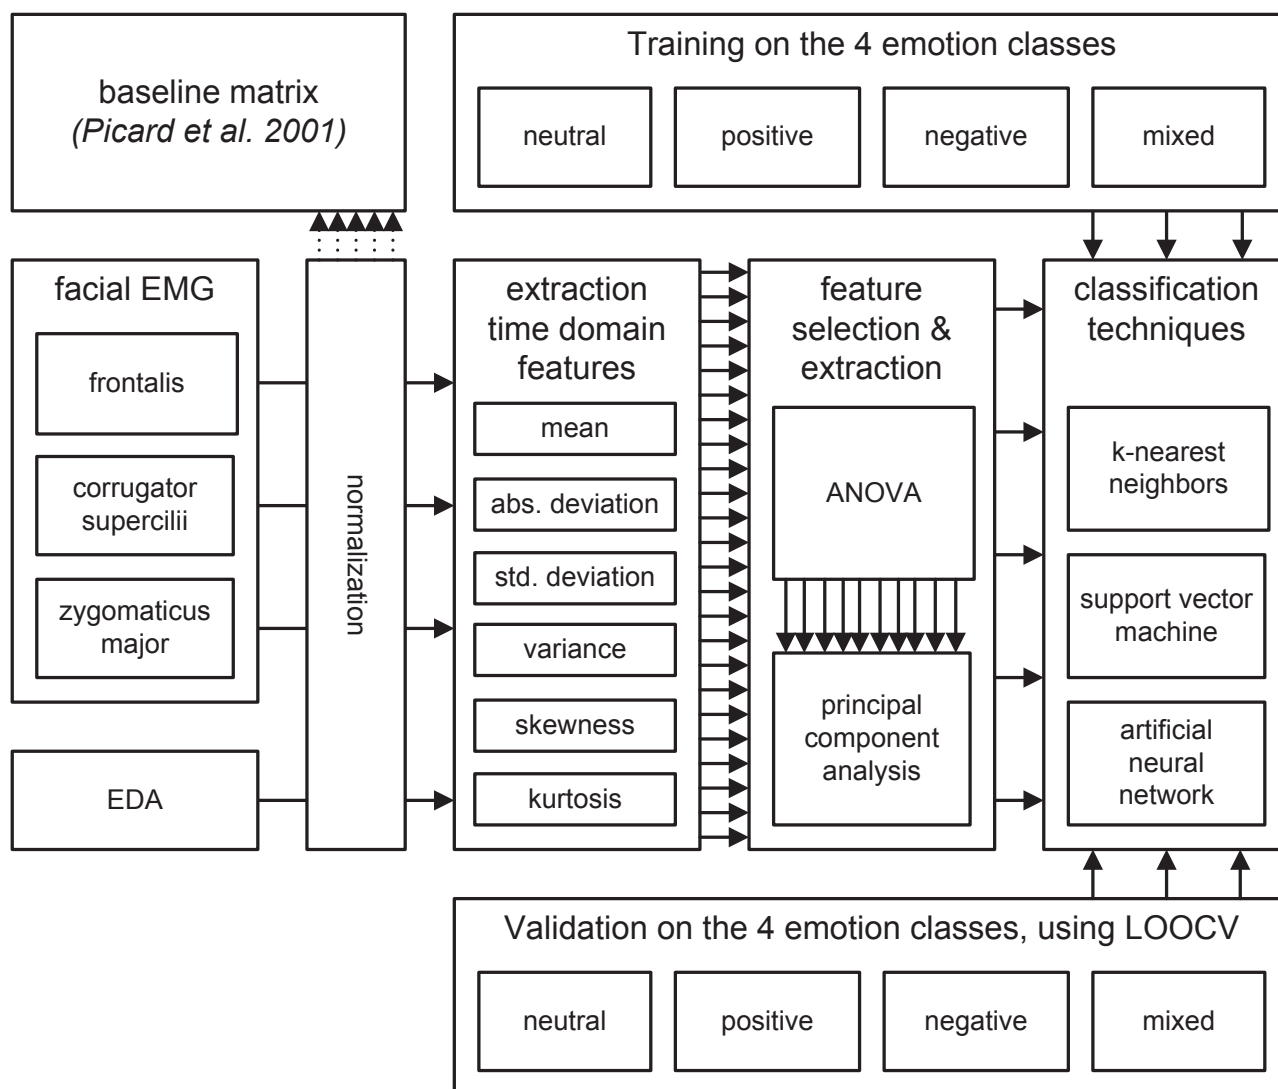 baseline matrix
(Picard et al. 2001)
Training on the 4 emotion classes
neutral
positive
negative
mixed
facial EMG
frontalis
corrugator
supercilii
zygomaticus
major
EDA
normalization
extraction
time domain
features
mean
abs. deviation
std. deviation
variance
skewness
kurtosis
feature
selection &
extraction
ANOVA
principal
component
analysis
classification
techniques
k-nearest
neighbors
support vector
machine
artificial
neural
network
Validation on the 4 emotion classes, using LOOCV
neutral
positive
negative
mixed